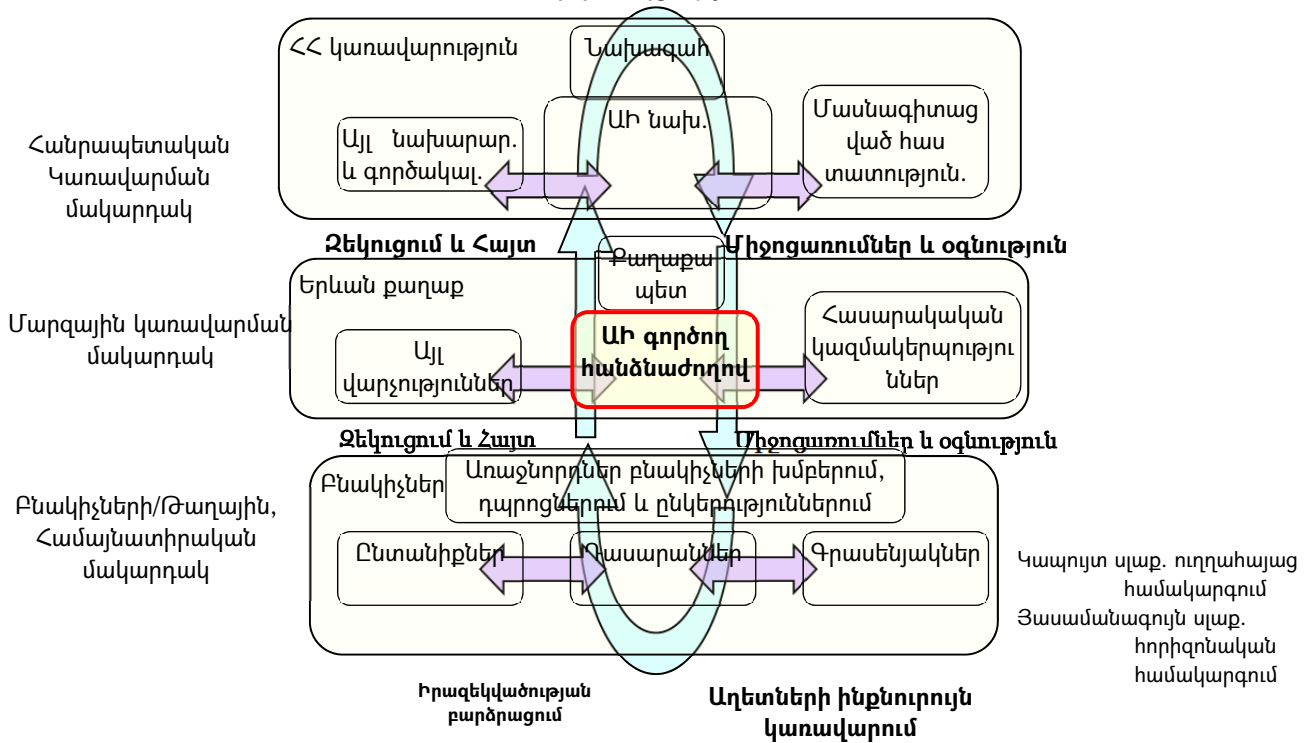 ՀՀ կառավարություն
Նախագահ
ԱԻ նախ.
Այլ նախարար.
և գործակալ.
Մասնագիտաց
ված հաս
տատություն.
Հանրապետական
Կառավարման
մակարդակ
Զեկուցում և Հայտ
Միջոցառումներ և օգնություն
Քաղաքա
պետ
Երևան քաղաք
Մարզային կառավարման
մակարդակ
Այլ
վարչություններ
ԱԻ գործող
հանձնաժողով
Հասարակական
կազմակերպությու
ններ
Զեկուցում և Հայտ
Միջոցառումներ և օգնություն
Բնակիչներ
Առաջնորդներ բնակիչների խմբերում,
դպրոցներում և ընկերություններում
Բնակիչների/Թաղային,
Համայնատիրական
մակարդակ
Ընտանիքներ
Դասարաններ
Գրասենյակներ
Կապույտ սլաք. ուղղահայաց
համակարգում
Յասամանագույն սլաք.
հորիզոնական
համակարգում
Իրազեկվածության
բարձրացում
Աղետների ինքնուրույն
կառավարում